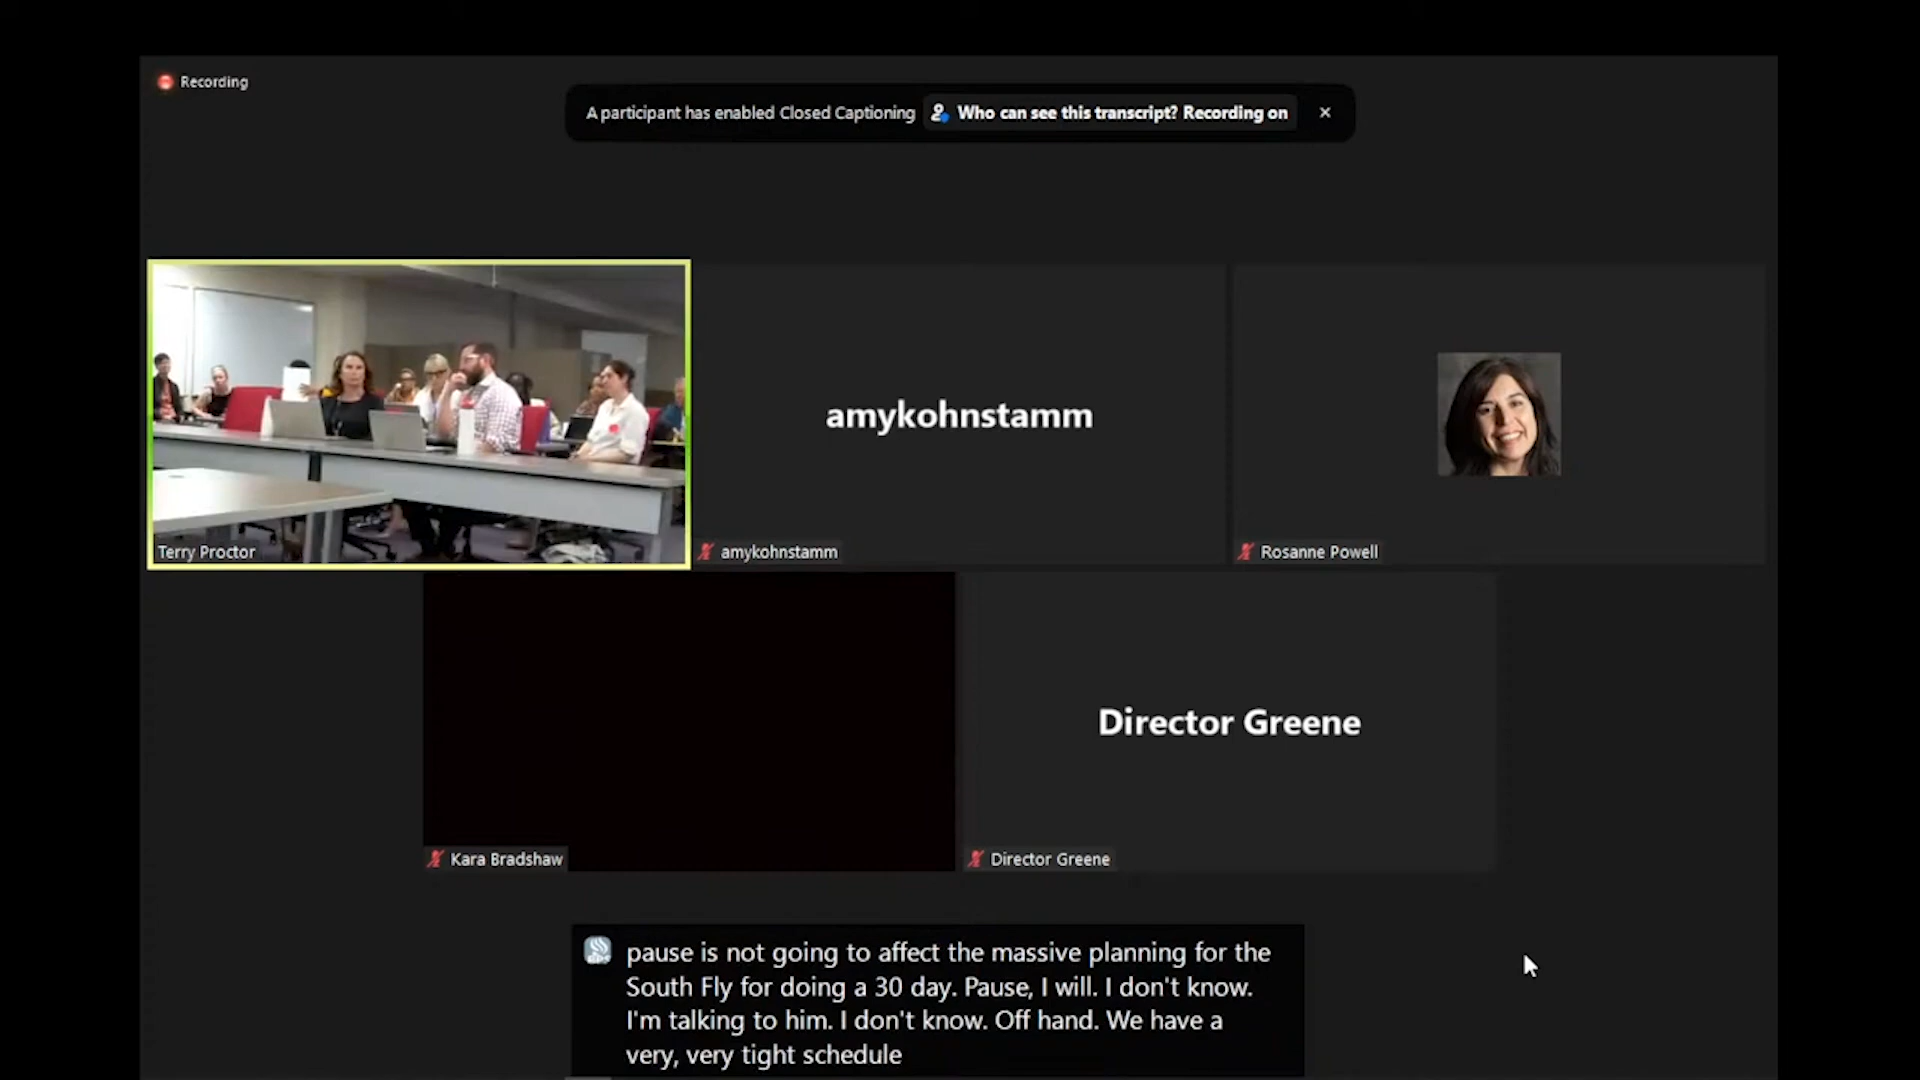 Recording
A participant has enabled Closed Captioning Who can see this transcript? Recording on
Terry Proctor
amykohnstamm
amykohnstamm
Rosanne Powell
Kara Bradshaw
Director Greene
Director Greene
pause is not going to affect the massive planning for the
South Fly for doing a 30 day. Pause, I will. I don't know.
I'm talking to him. I don't know. Off hand. We have a
very, very tight schedule